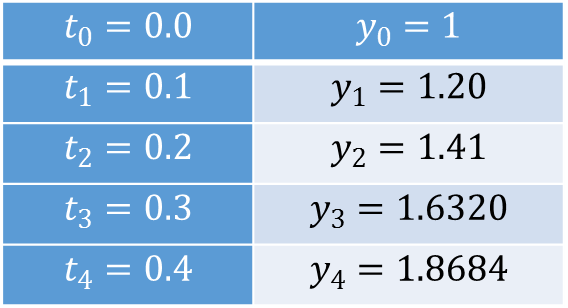 t₀ = 0.0 y₀ = 1
t₁ = 0.1 y₁ = 1.20
t₂ = 0.2 y₂ = 1.41
t₃ = 0.3 y₃ = 1.6320
t₄ = 0.4 y₄ = 1.8684